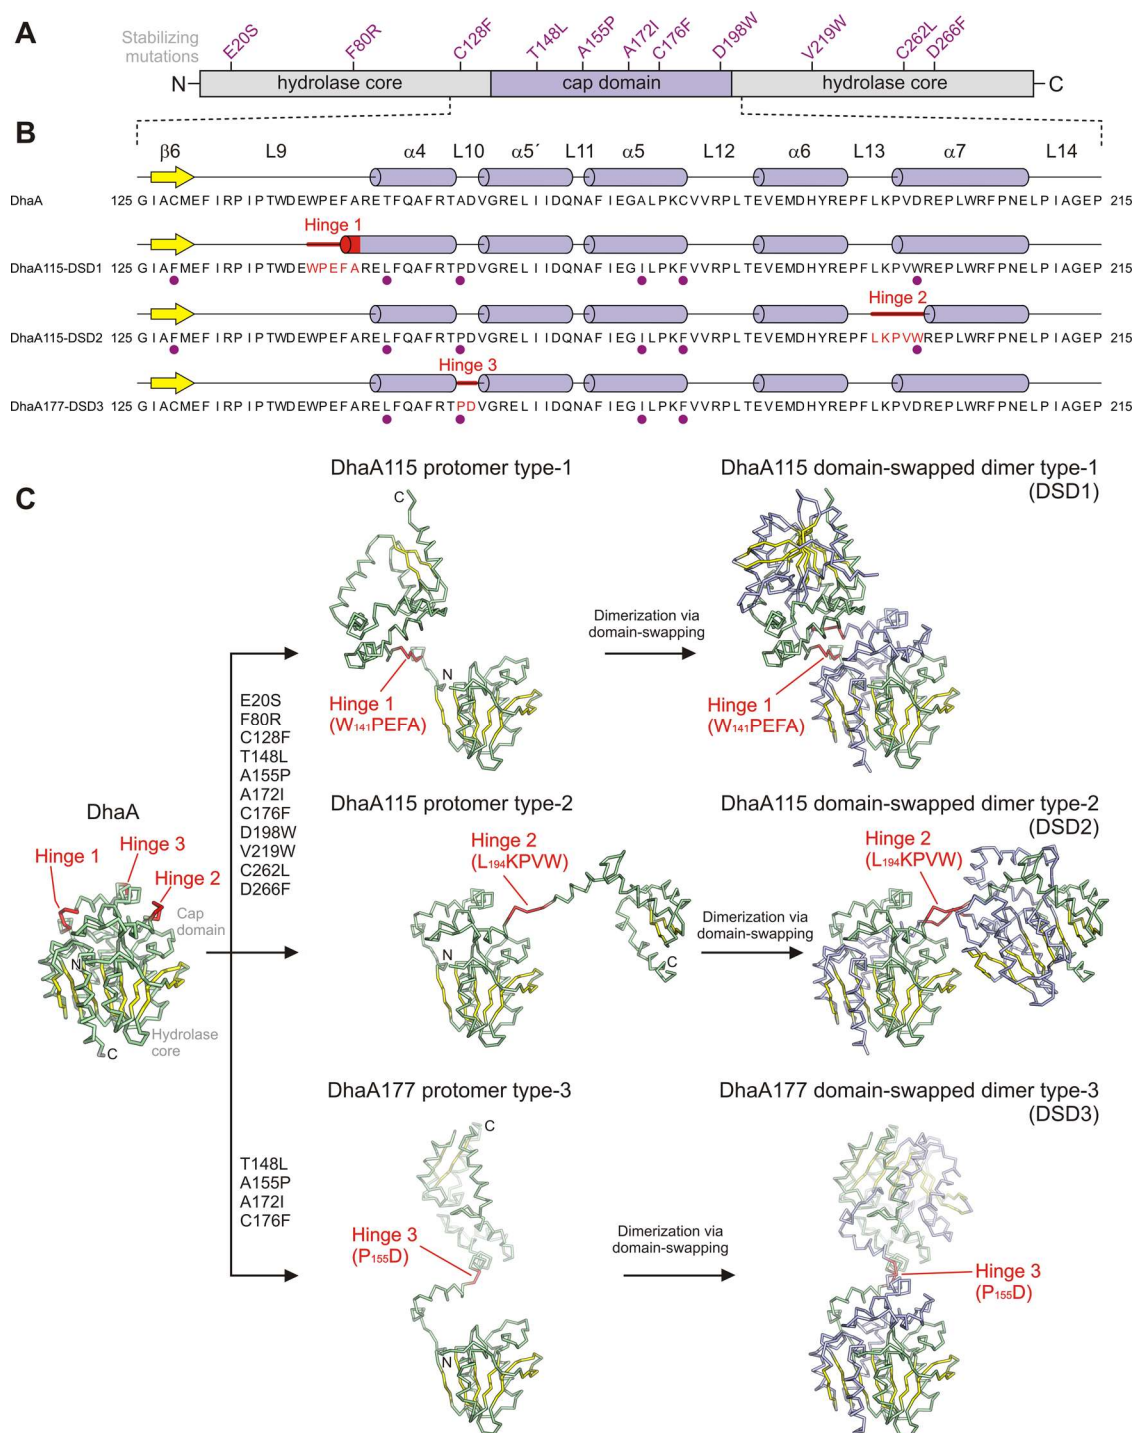 A
Stabilizing
mutations
E20S
F80R
C128F
T148L
A155P
A172I
C176F
D198W
V219W
C262L
D266F
N
hydrolase core
cap domain
hydrolase core
C
B
β6 L9 α4 L10 α5´ L11 α5 L12 α6 L13 α7 L14
DhaA 125 GIACMEFIRPIPTWDEWPEFARETFQAFRTADVGRELIIDQNAFIEGALPKCVVRPLTEVEMDHYREPFLKPVDREPLWRFPNELPIAGEP 215
Hinge 1
DhaA115-DSD1 125 GIAFMEFIRPIPTWDEWPEFARELFQAFRTPDVGRELIIDQNAFIEGILPKFVVRPLTEVEMDHYREPFLKPVWREPLWRFPNELPIAGEP 215
Hinge 2
DhaA115-DSD2 125 GIAFMEFIRPIPTWDEWPEFARELFQAFRTPDVGRELIIDQNAFIEGILPKFVVRPLTEVEMDHYREPFLKPVWREPLWRFPNELPIAGEP 215
Hinge 3
DhaA177-DSD3 125 GIACMEFIRPIPTWDEWPEFARELFQAFRTPDVGRELIIDQNAFIEGILPKFVVRPLTEVEMDHYREPFLKPVDREPLWRFPNELPIAGEP 215
C
DhaA115 protomer type-1
C
N
Hinge 1
(W₁₄₁PEFA)
Dimerization via
domain-swapping
DhaA115 domain-swapped dimer type-1
(DSD1)
Hinge 1
(W₁₄₁PEFA)
E20S
F80R
C128F
T148L
A155P
A172I
C176F
D198W
V219W
C262L
D266F
DhaA
Hinge 1
Hinge 3
Hinge 2
Cap
domain
N
Hydrolase
core
C
DhaA115 protomer type-2
Hinge 2
(L₁₉₄KPVW)
N
C
Dimerization via
domain-swapping
DhaA115 domain-swapped dimer type-2
(DSD2)
Hinge 2
(L₁₉₄KPVW)
T148L
A155P
A172I
C176F
DhaA177 protomer type-3
C
Hinge 3
(P₁₅₅D)
N
Dimerization via
domain-swapping
DhaA177 domain-swapped dimer type-3
(DSD3)
Hinge 3
(P₁₅₅D)